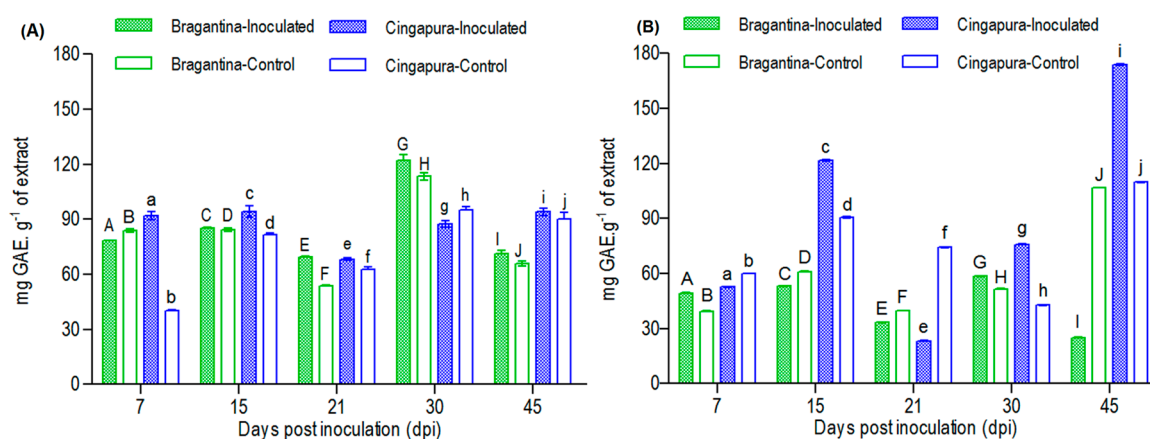 (A)
Bragantina-Inoculated Cingapura-Inoculated
Bragantina-Control Cingapura-Control
mg GAE. g⁻¹ of extract
180
150
120
90
60
30
0
A B a b
C D c d
E F e f
G H g h
I J i j
7 15 21 30 45
Days post inoculation (dpi)
(B)
Bragantina-Inoculated Cingapura-Inoculated
Bragantina-Control Cingapura-Control
mg GAE.g⁻¹ of extract
180
150
120
90
60
30
0
A B a b
C D c d
E F e f
G H g h
I J i j
7 15 21 30 45
Days post inoculation (dpi)